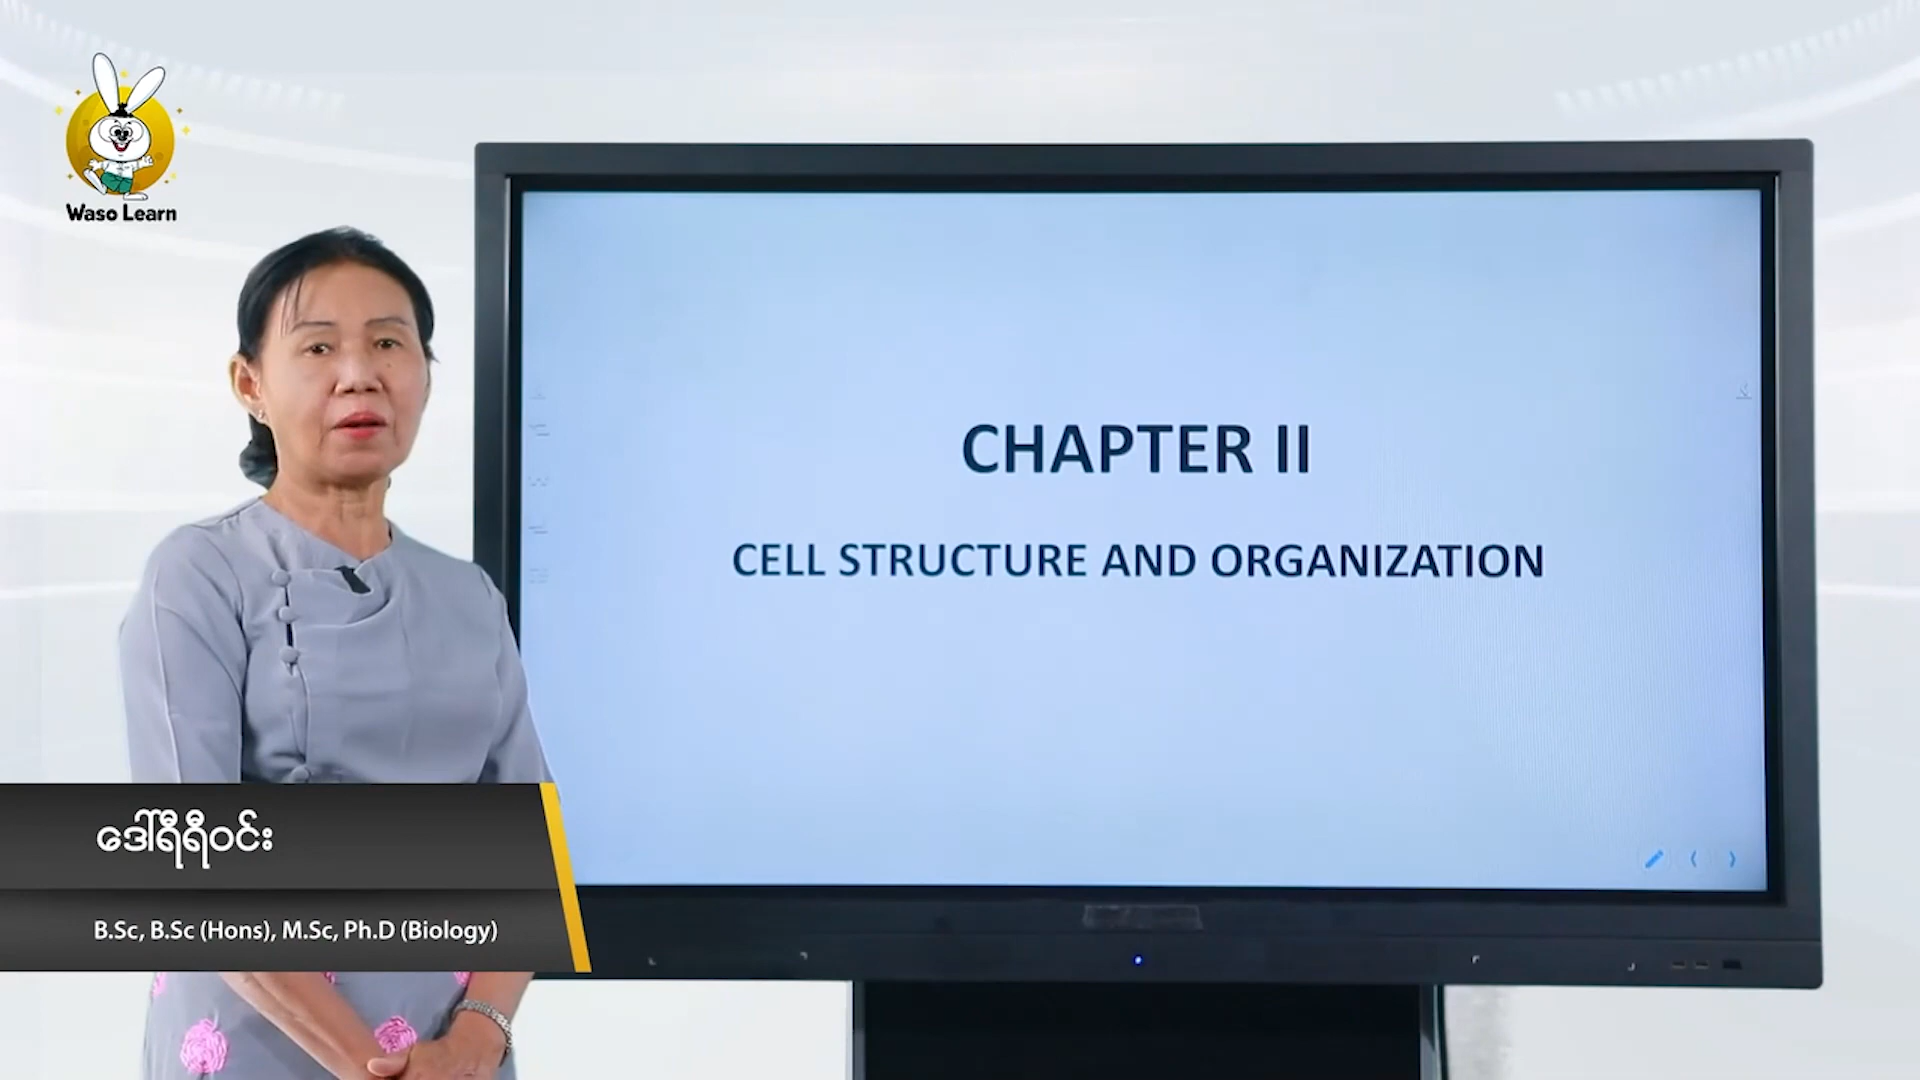 Waso Learn
CHAPTER II
CELL STRUCTURE AND ORGANIZATION
ဒေါ်ရီရီဝင်း
B.Sc, B.Sc (Hons), M.Sc, Ph.D (Biology)